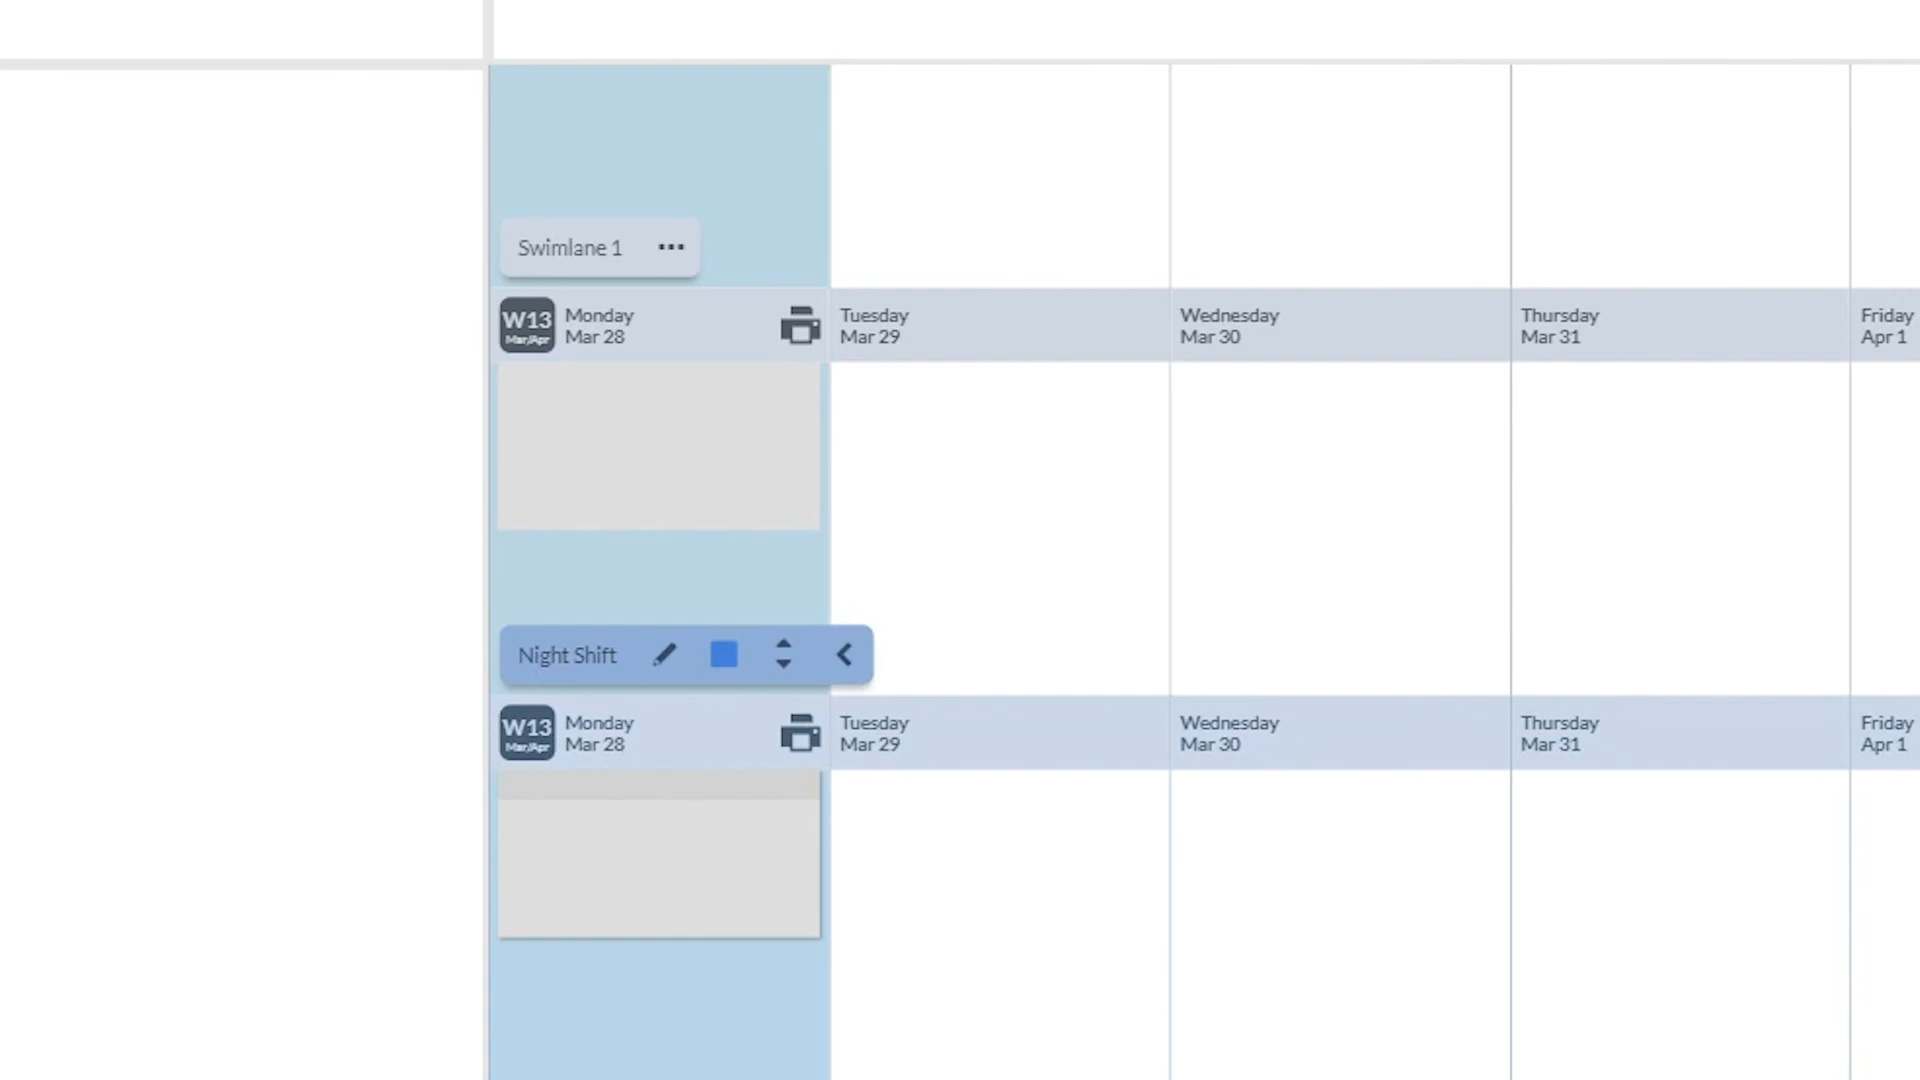 Swimlane 1 ...
W13
Mar/Apr
Monday
Mar 28
Tuesday
Mar 29
Wednesday
Mar 30
Thursday
Mar 31
Friday
Apr 1
Night Shift
W13
Mar/Apr
Monday
Mar 28
Tuesday
Mar 29
Wednesday
Mar 30
Thursday
Mar 31
Friday
Apr 1